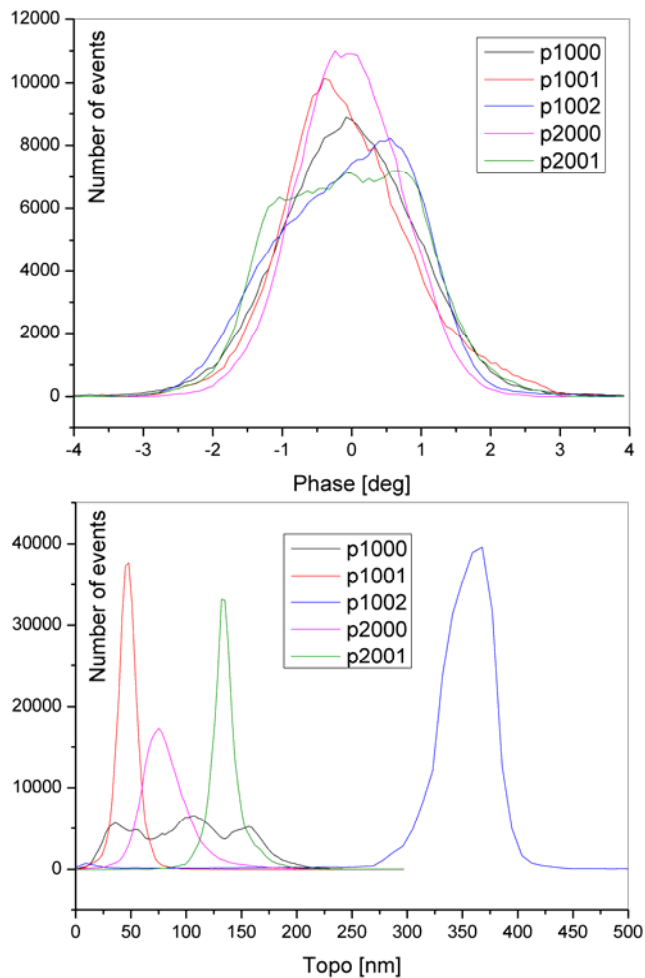 12000
10000
8000
6000
4000
2000
0
Number of events
p1000
p1001
p1002
p2000
p2001
-4 -3 -2 -1 0 1 2 3 4
Phase [deg]
40000
30000
20000
10000
0
Number of events
p1000
p1001
p1002
p2000
p2001
0 50 100 150 200 250 300 350 400 450 500
Topo [nm]